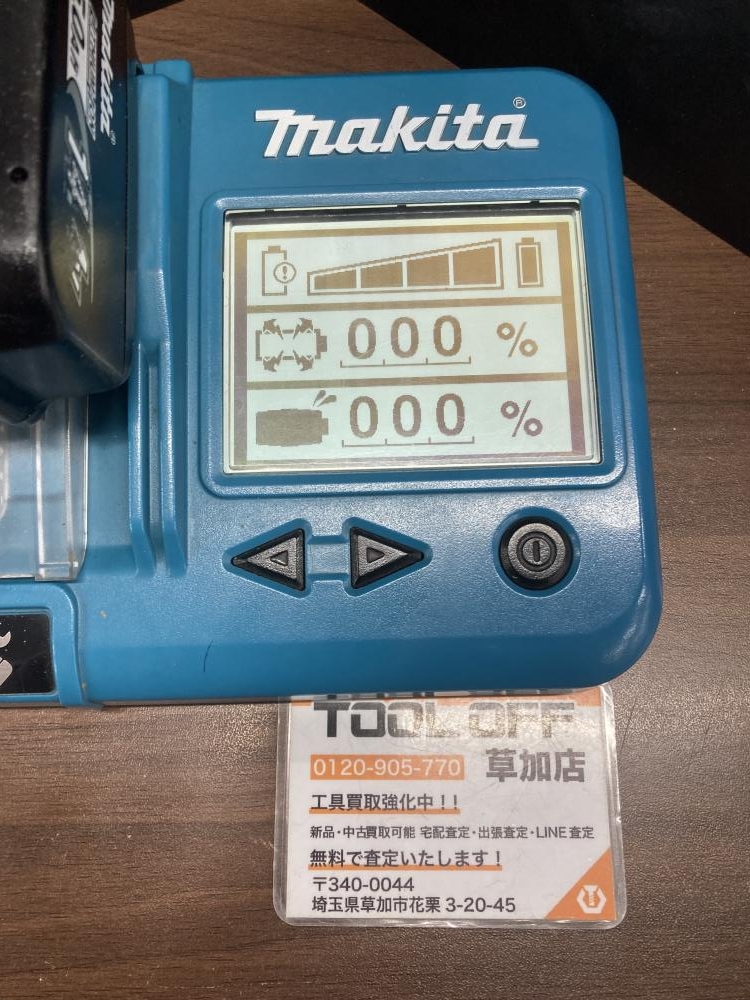 makita®
makita®
000 %
000 %
TOOL OFF
0120-905-770 草加店
工具買取強化中！！
新品・中古買取可能 宅配査定・出張査定・LINE査定
無料で査定いたします！
〒340-0044
埼玉県草加市花栗 3-20-45